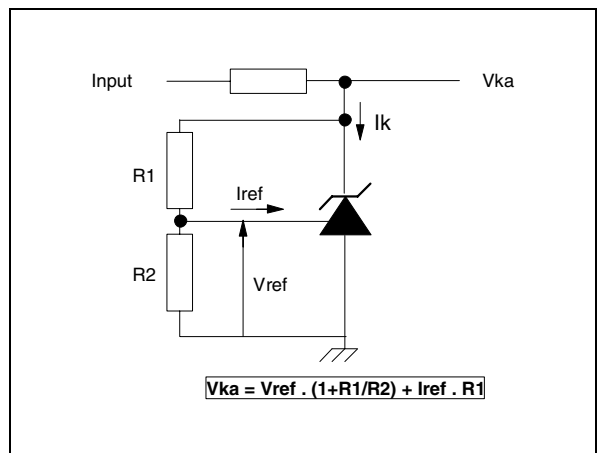 Input
Vka
Ik
R1
Iref
R2
Vref
Vka = Vref . (1+R1/R2) + Iref . R1